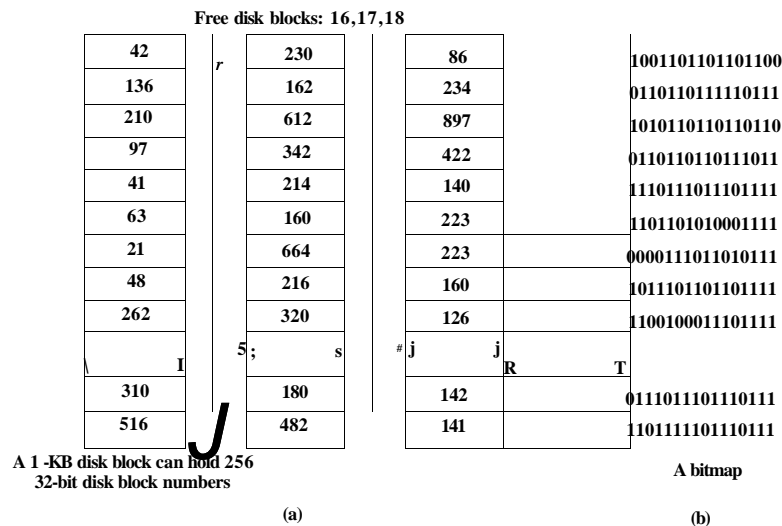 Free disk blocks: 16,17,18
42 230 86 1001101101101100
r
136 162 234 0110110111110111
210 612 897 1010110110110110
97 342 422 0110110110111011
41 214 140 1110111011101111
63 160 223 1101101010001111
21 664 223 0000111011010111
48 216 160 1011101101101111
262 320 126 1100100011101111
\ I 5; s # j j R T
310 180 142 0111011101110111
516 482 141 1101111101110111
J
A 1 -KB disk block can hold 256
32-bit disk block numbers
A bitmap
(a) (b)